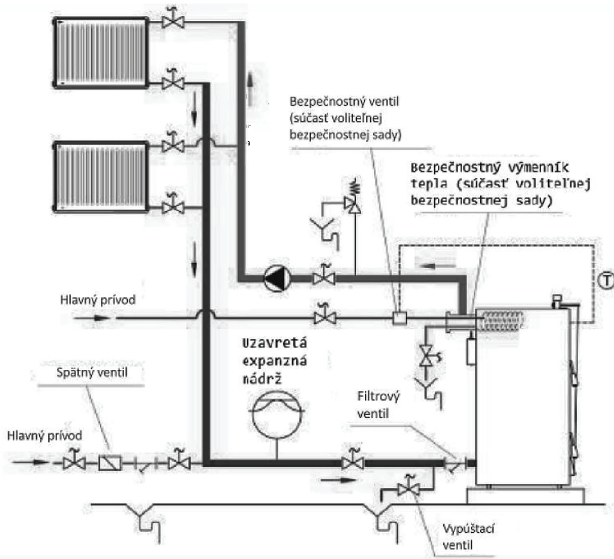 Bezpečnostný ventil
(súčasť voliteľnej
bezpečnostnej sady)
Bezpečnostný výmenník
tepla (súčasť voliteľnej
bezpečnostnej sady)
T
Hlavný prívod
Uzavretá
expanzná
nádrž
Spätný ventil
Filtrový
ventil
Hlavný prívod
Vypúštací
ventil